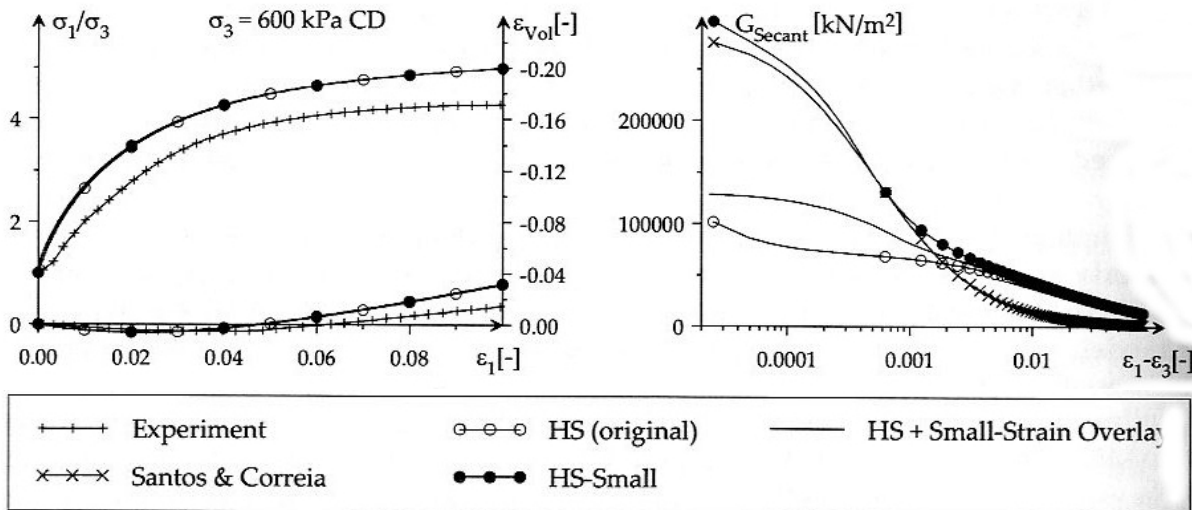 σ1/σ3
σ3 = 600 kPa CD
εVol[-]
4
2
0
-0.20
-0.16
-0.12
-0.08
-0.04
0.00
0.00
0.02
0.04
0.06
0.08
ε1[-]
GSecant [kN/m²]
200000
100000
0
0.0001
0.001
0.01
ε1-ε3[-]
Experiment
HS (original)
HS + Small-Strain Overlay
Santos & Correia
HS-Small